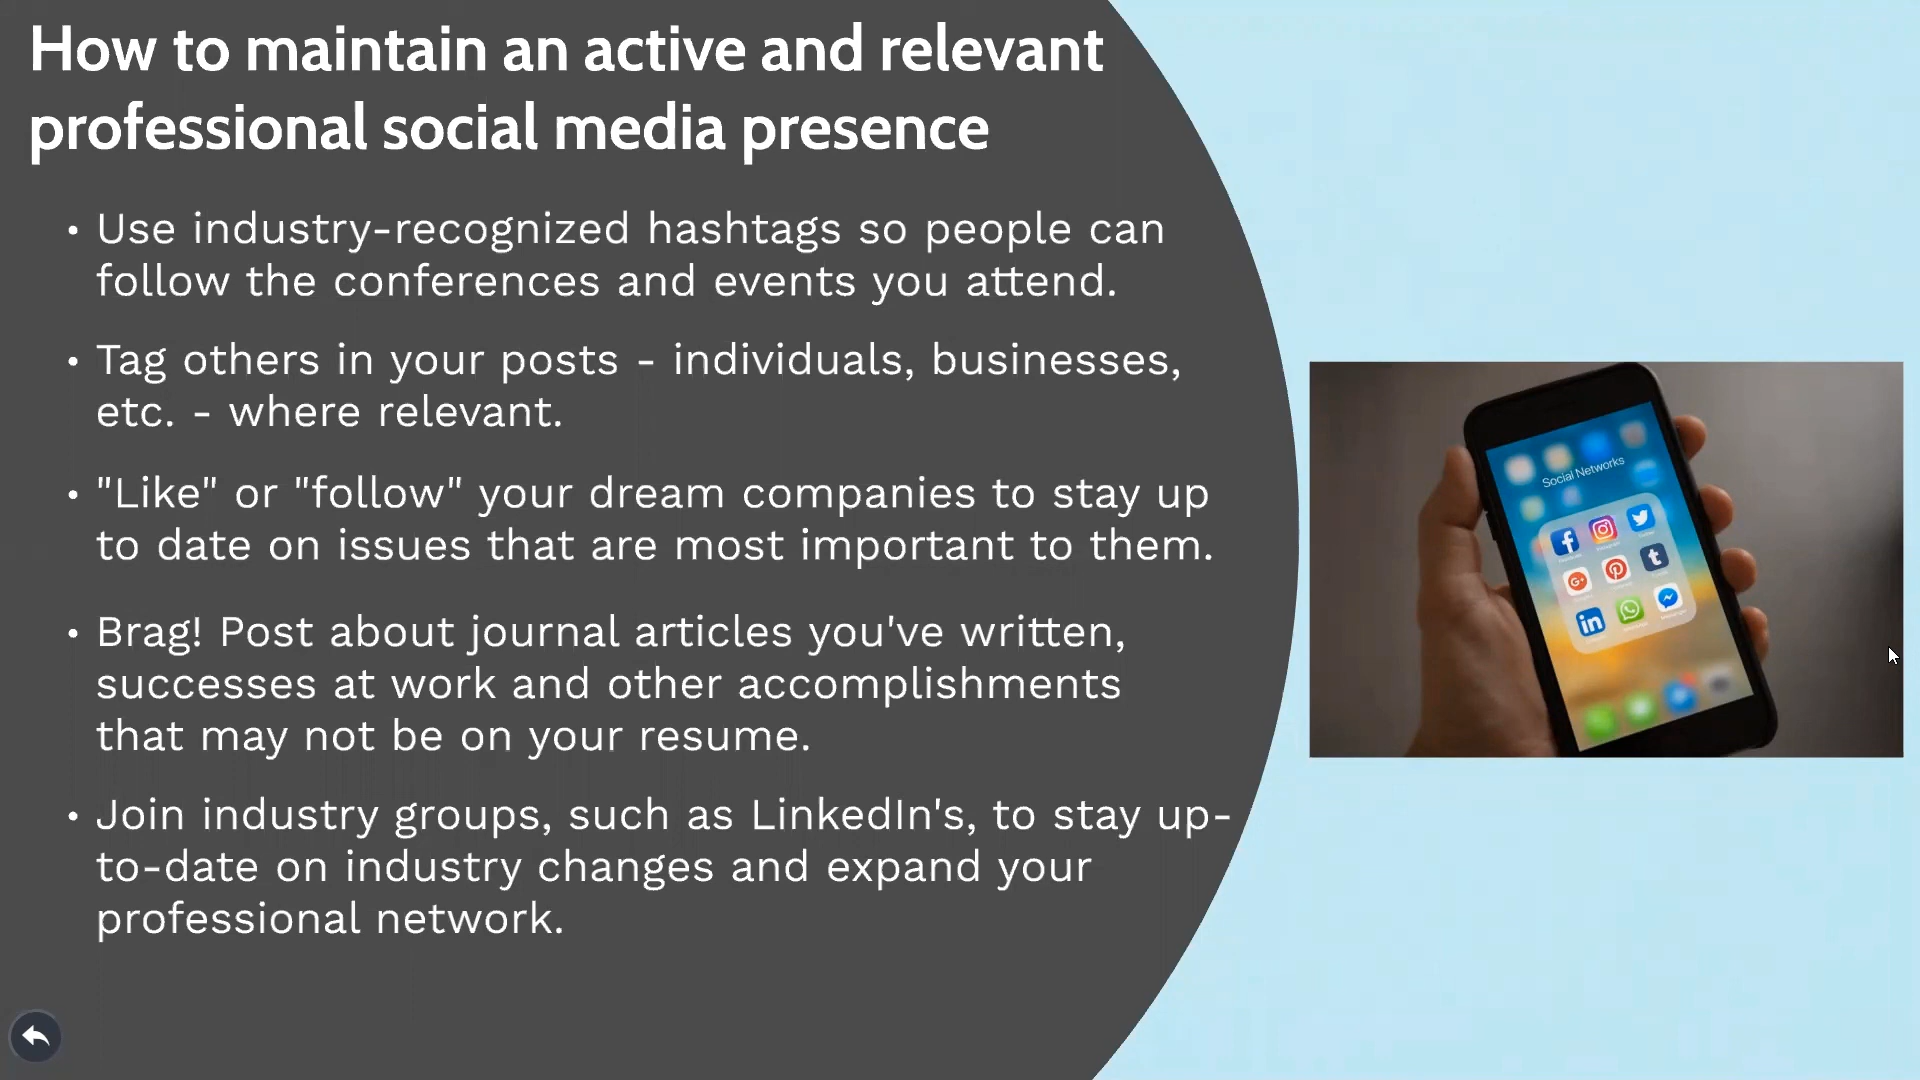 How to maintain an active and relevant
professional social media presence
• Use industry-recognized hashtags so people can
follow the conferences and events you attend.
• Tag others in your posts - individuals, businesses,
etc. - where relevant.
• "Like" or "follow" your dream companies to stay up
to date on issues that are most important to them.
• Brag! Post about journal articles you've written,
successes at work and other accomplishments
that may not be on your resume.
• Join industry groups, such as LinkedIn's, to stay up-
to-date on industry changes and expand your
professional network.
Social Networks